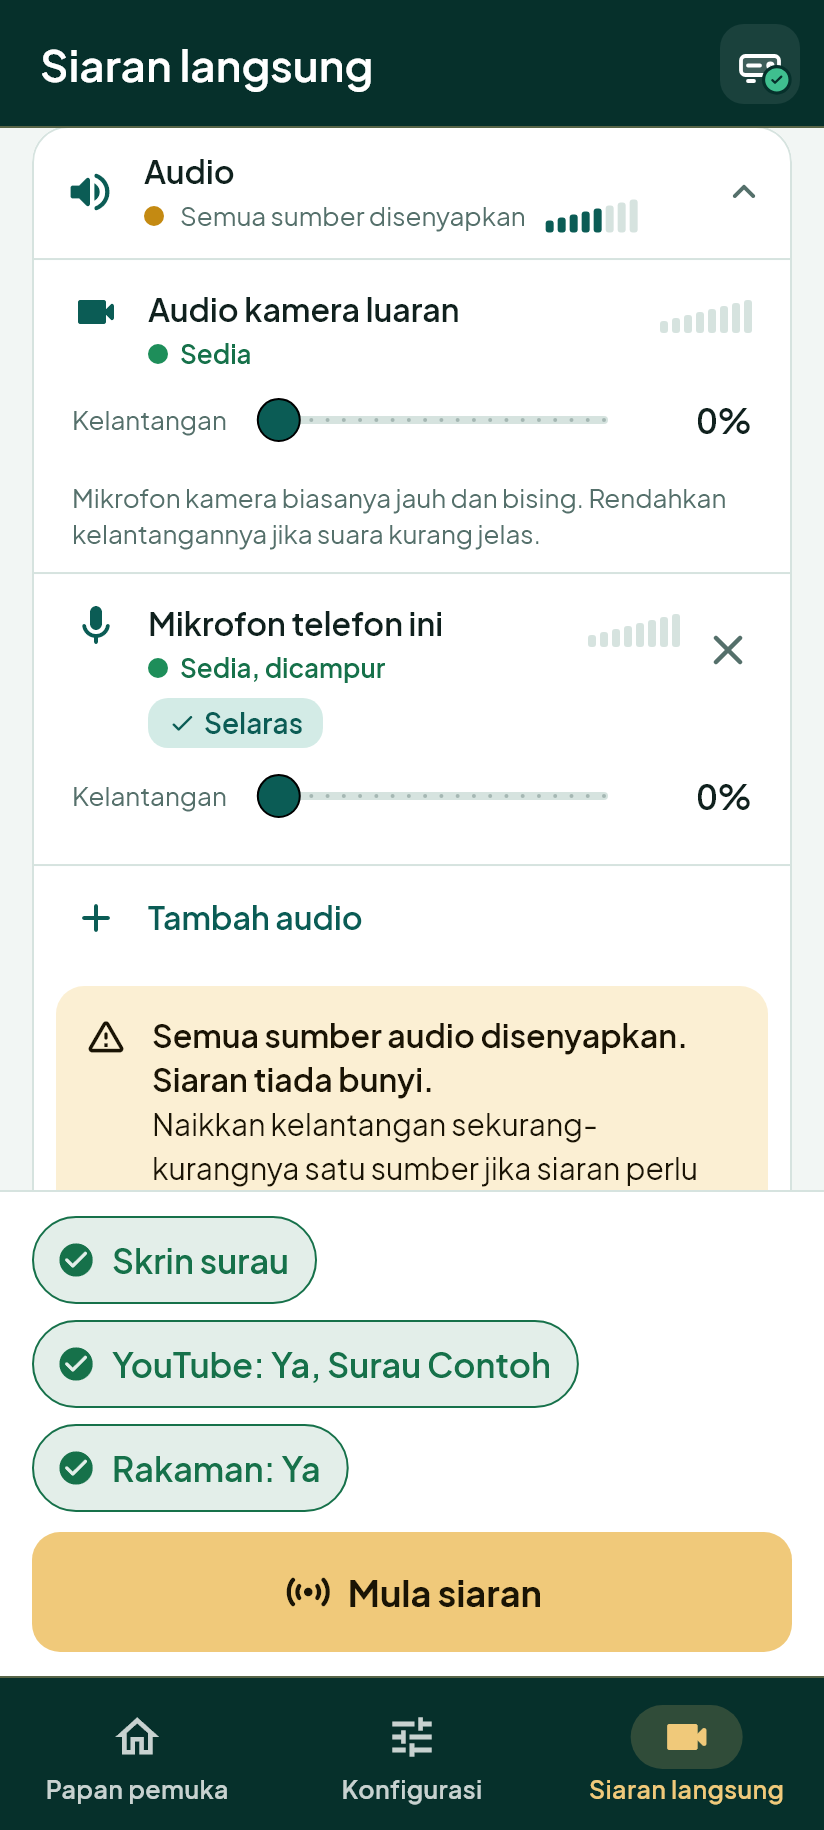 Siaran langsung
Audio
Semua sumber disenyapkan
Audio kamera luaran
Sedia
Kelantangan
0%
Mikrofon kamera biasanya jauh dan bising. Rendahkan
kelantangannya jika suara kurang jelas.
Mikrofon telefon ini
Sedia, dicampur
Selaras
Kelantangan
0%
Tambah audio
Semua sumber audio disenyapkan.
Siaran tiada bunyi.
Naikkan kelantangan sekurang-
kurangnya satu sumber jika siaran perlu
Skrin surau
YouTube: Ya, Surau Contoh
Rakaman: Ya
Mula siaran
Papan pemuka
Konfigurasi
Siaran langsung